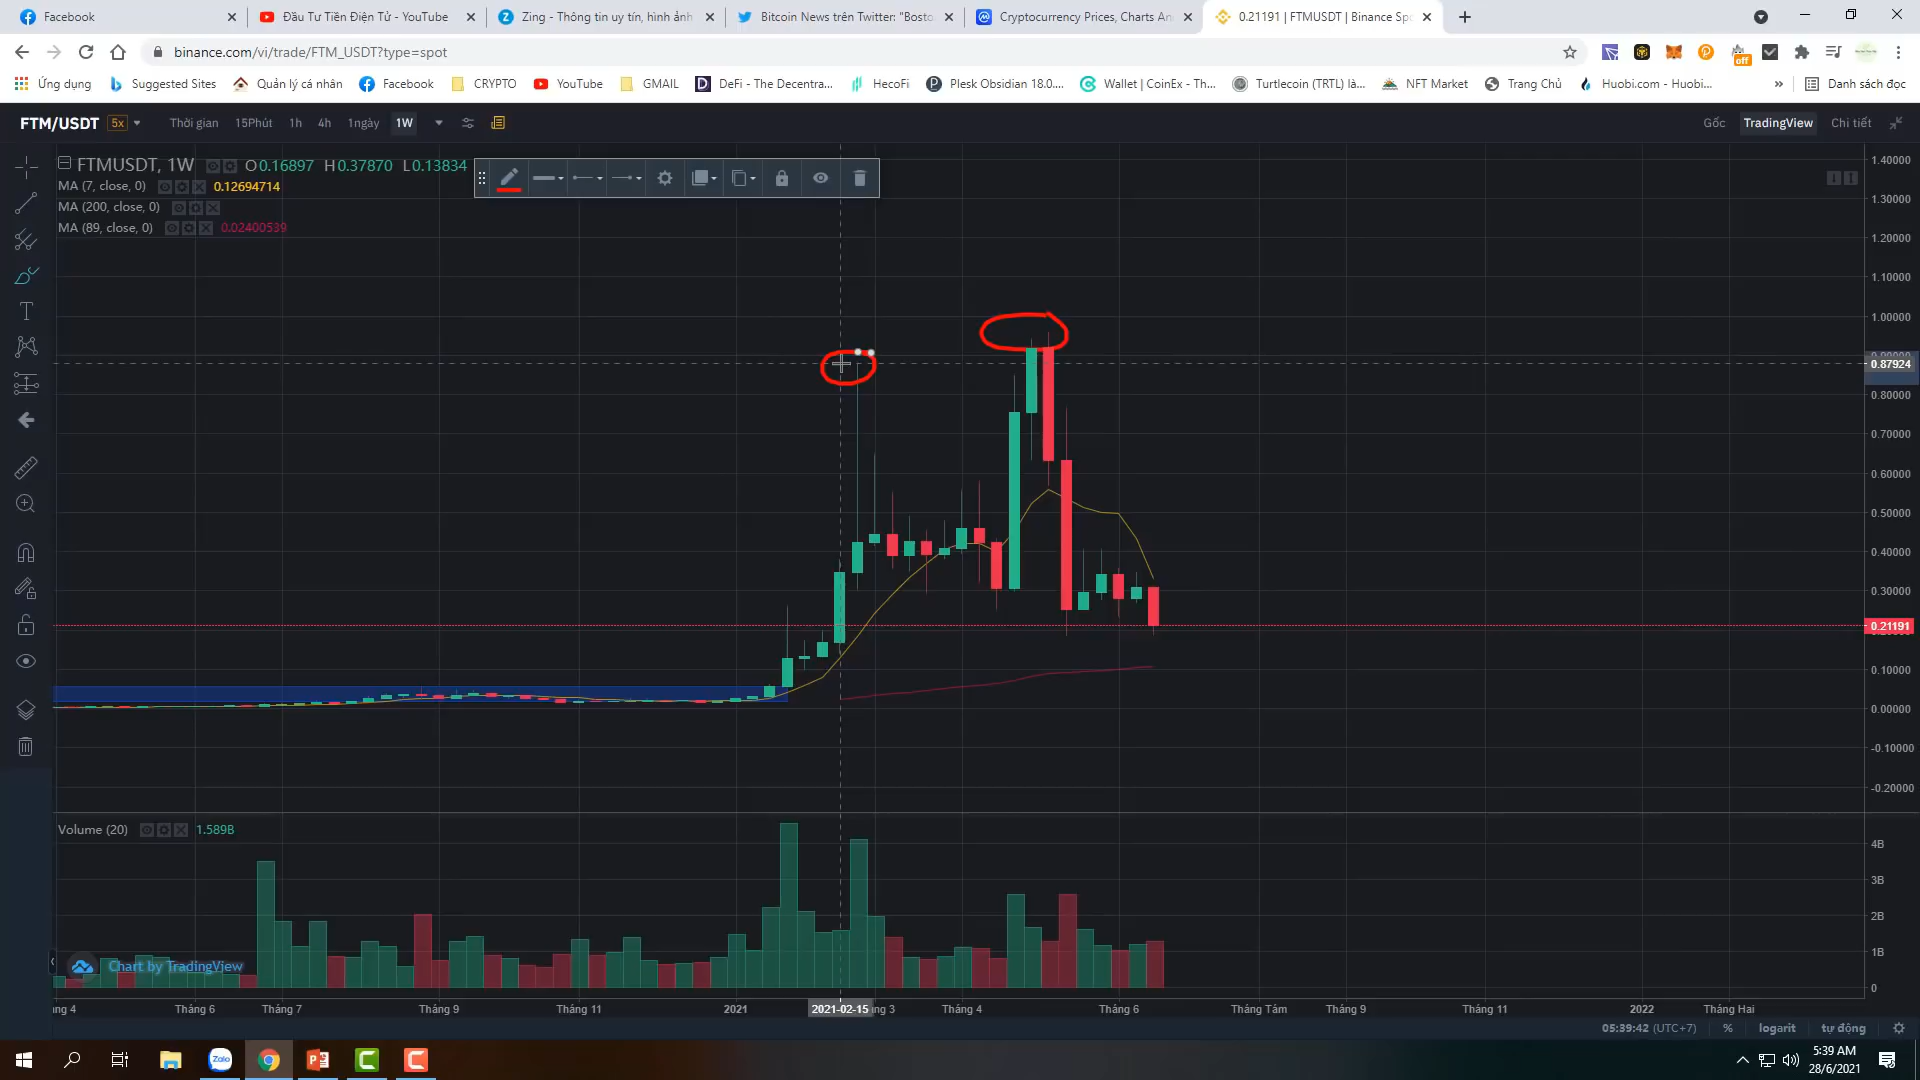 Facebook
Đầu Tư Tiền Điện Tử - YouTube
Zing - Thông tin uy tín, hình ảnh
Bitcoin News trên Twitter: "Bosto
Cryptocurrency Prices, Charts An
0.21191 | FTMUSDT | Binance Spo
binance.com/vi/trade/FTM_USDT?type=spot
off
Ứng dụng
Suggested Sites
Quản lý cá nhân
Facebook
CRYPTO
YouTube
GMAIL
DeFi - The Decentra...
HecoFi
Plesk Obsidian 18.0....
Wallet | CoinEx - Th...
Turtlecoin (TRTL) là...
NFT Market
Trang Chủ
Huobi.com - Huobi...
»
Danh sách đọc
FTM/USDT 5x
Thời gian 15Phút 1h 4h 1ngày 1W
Gốc TradingView Chi tiết
FTMUSDT, 1W O0.16897 H0.37870 L0.13834
MA (7, close, 0) 0.12694714
MA (200, close, 0)
MA (89, close, 0) 0.02400539
1.40000
1.30000
1.20000
1.10000
1.00000
0.87924
0.80000
0.70000
0.60000
0.50000
0.40000
0.30000
0.21191
0.10000
0.00000
-0.10000
-0.20000
Volume (20) 1.589B
4B
3B
2B
1B
0
Chart by TradingView
ng 4
Tháng 6
Tháng 7
Tháng 9
Tháng 11
2021
2021-02-15
ng 3
Tháng 4
Tháng 6
Tháng Tám
Tháng 9
Tháng 11
2022
Tháng Hai
05:39:42 (UTC+7) % logarit tự động
Zalo
5:39 AM
28/6/2021